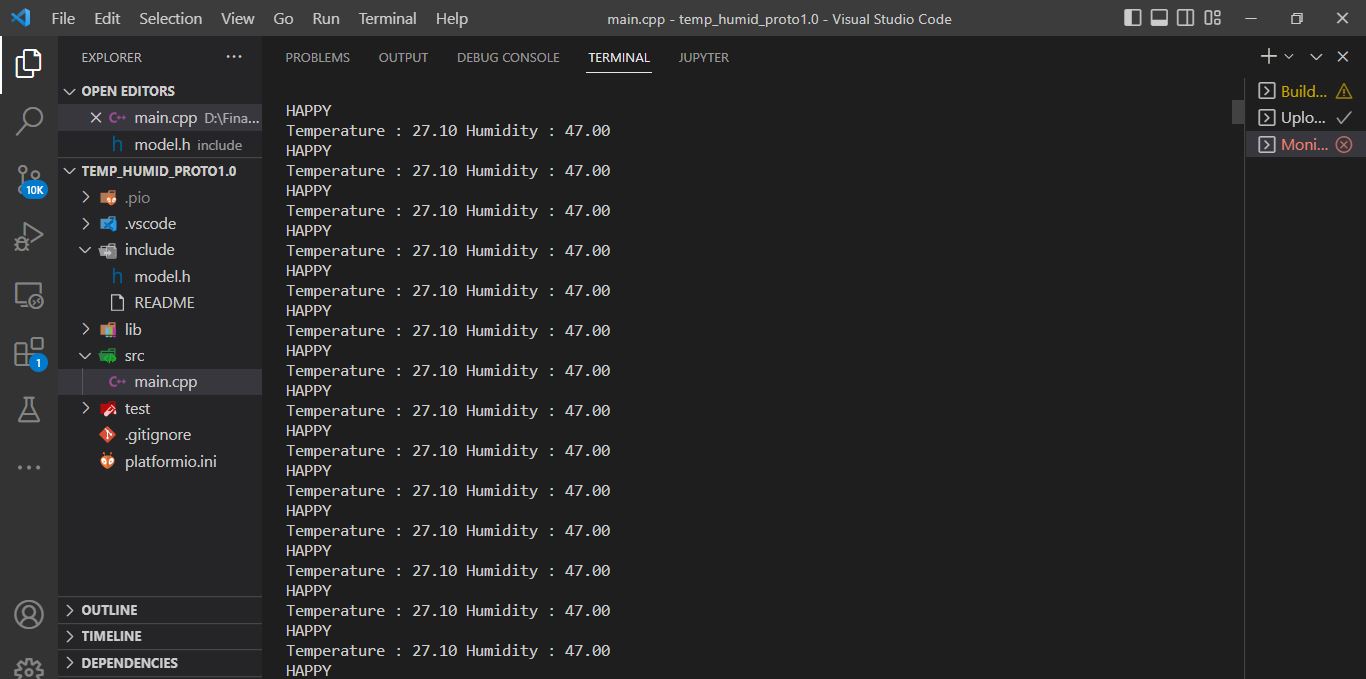 File Edit Selection View Go Run Terminal Help
main.cpp - temp_humid_proto1.0 - Visual Studio Code
EXPLORER
OPEN EDITORS
main.cpp D:\Fina...
model.h include
TEMP_HUMID_PROTO1.0
.pio
.vscode
include
model.h
README
lib
src
main.cpp
test
.gitignore
platformio.ini
OUTLINE
TIMELINE
DEPENDENCIES
10K
1
PROBLEMS OUTPUT DEBUG CONSOLE TERMINAL JUPYTER
HAPPY
Temperature : 27.10 Humidity : 47.00
HAPPY
Temperature : 27.10 Humidity : 47.00
HAPPY
Temperature : 27.10 Humidity : 47.00
HAPPY
Temperature : 27.10 Humidity : 47.00
HAPPY
Temperature : 27.10 Humidity : 47.00
HAPPY
Temperature : 27.10 Humidity : 47.00
HAPPY
Temperature : 27.10 Humidity : 47.00
HAPPY
Temperature : 27.10 Humidity : 47.00
HAPPY
Temperature : 27.10 Humidity : 47.00
HAPPY
Temperature : 27.10 Humidity : 47.00
HAPPY
Temperature : 27.10 Humidity : 47.00
HAPPY
Temperature : 27.10 Humidity : 47.00
HAPPY
Temperature : 27.10 Humidity : 47.00
HAPPY
Temperature : 27.10 Humidity : 47.00
HAPPY
Build...
Uplo...
Moni...